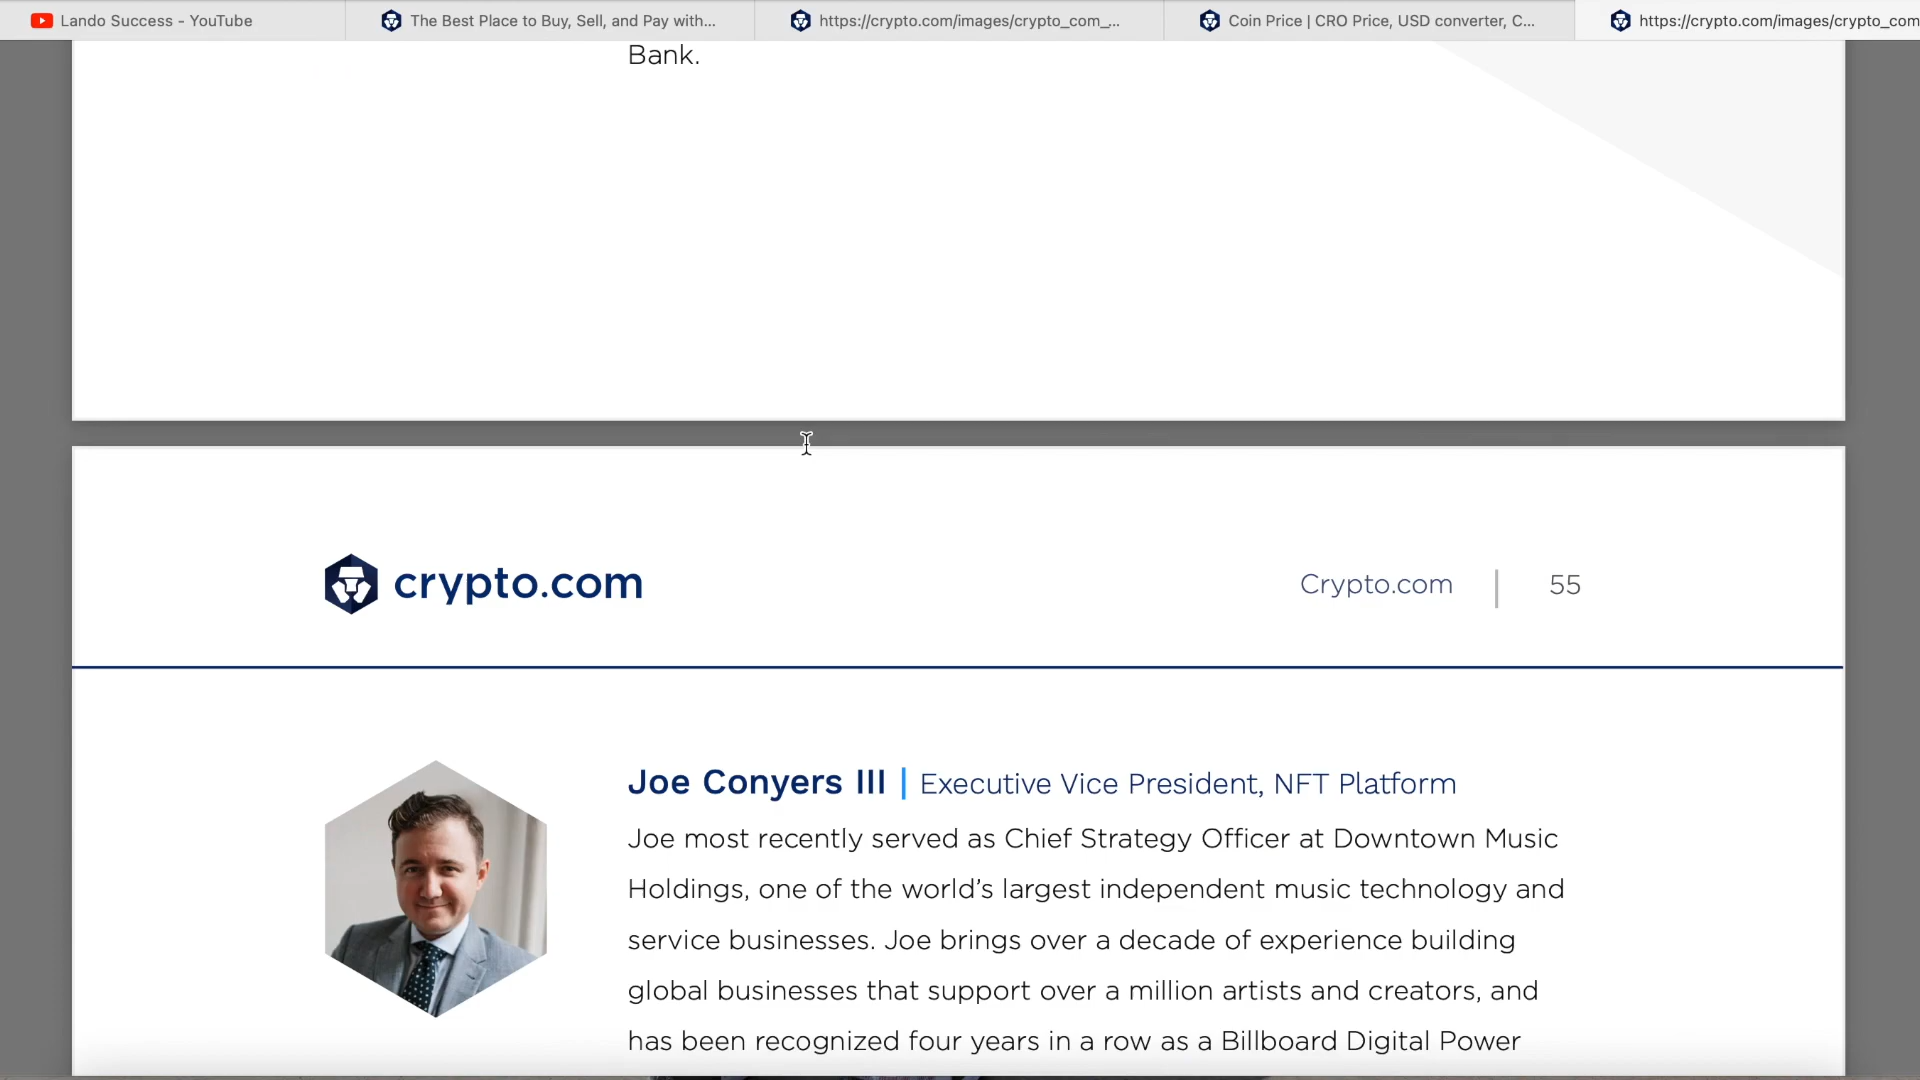 Lando Success - YouTube
The Best Place to Buy, Sell, and Pay with...
https://crypto.com/images/crypto_com_...
Coin Price | CRO Price, USD converter, C...
https://crypto.com/images/crypto_com
Bank.
crypto.com
Crypto.com | 55
Joe Conyers III | Executive Vice President, NFT Platform
Joe most recently served as Chief Strategy Officer at Downtown Music
Holdings, one of the world's largest independent music technology and
service businesses. Joe brings over a decade of experience building
global businesses that support over a million artists and creators, and
has been recognized four years in a row as a Billboard Digital Power